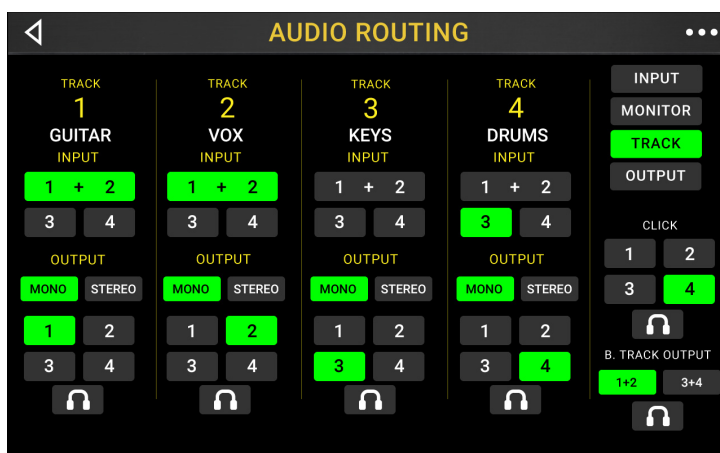 AUDIO ROUTING
TRACK TRACK TRACK TRACK
1 2 3 4
GUITAR VOX KEYS DRUMS
INPUT INPUT INPUT INPUT
1 + 2 1 + 2 1 + 2 1 + 2
3 4 3 4 3 4 3 4
OUTPUT OUTPUT OUTPUT OUTPUT
MONO STEREO MONO STEREO MONO STEREO MONO STEREO
1 2 1 2 1 2 1 2
3 4 3 4 3 4 3 4
INPUT
MONITOR
TRACK
OUTPUT
CLICK
1 2
3 4
B. TRACK OUTPUT
1+2 3+4